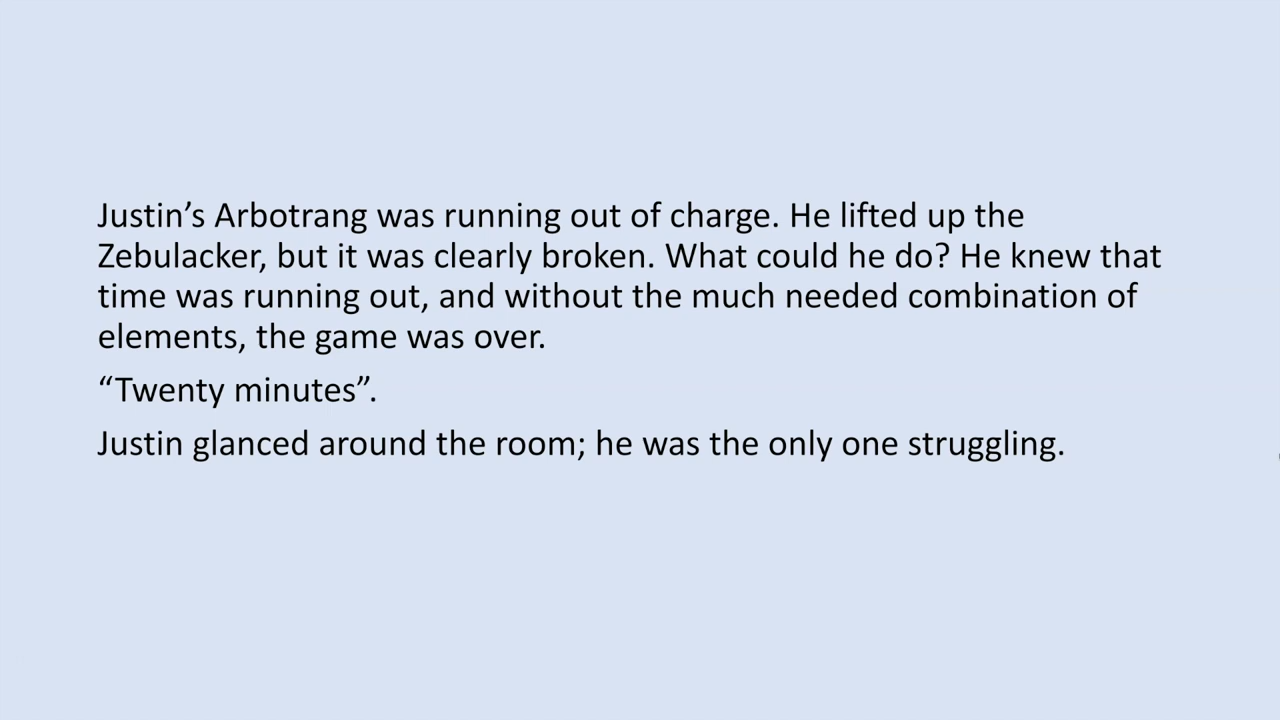 Justin’s Arbotrang was running out of charge. He lifted up the
Zebulacker, but it was clearly broken. What could he do? He knew that
time was running out, and without the much needed combination of
elements, the game was over.
“Twenty minutes”.
Justin glanced around the room; he was the only one struggling.